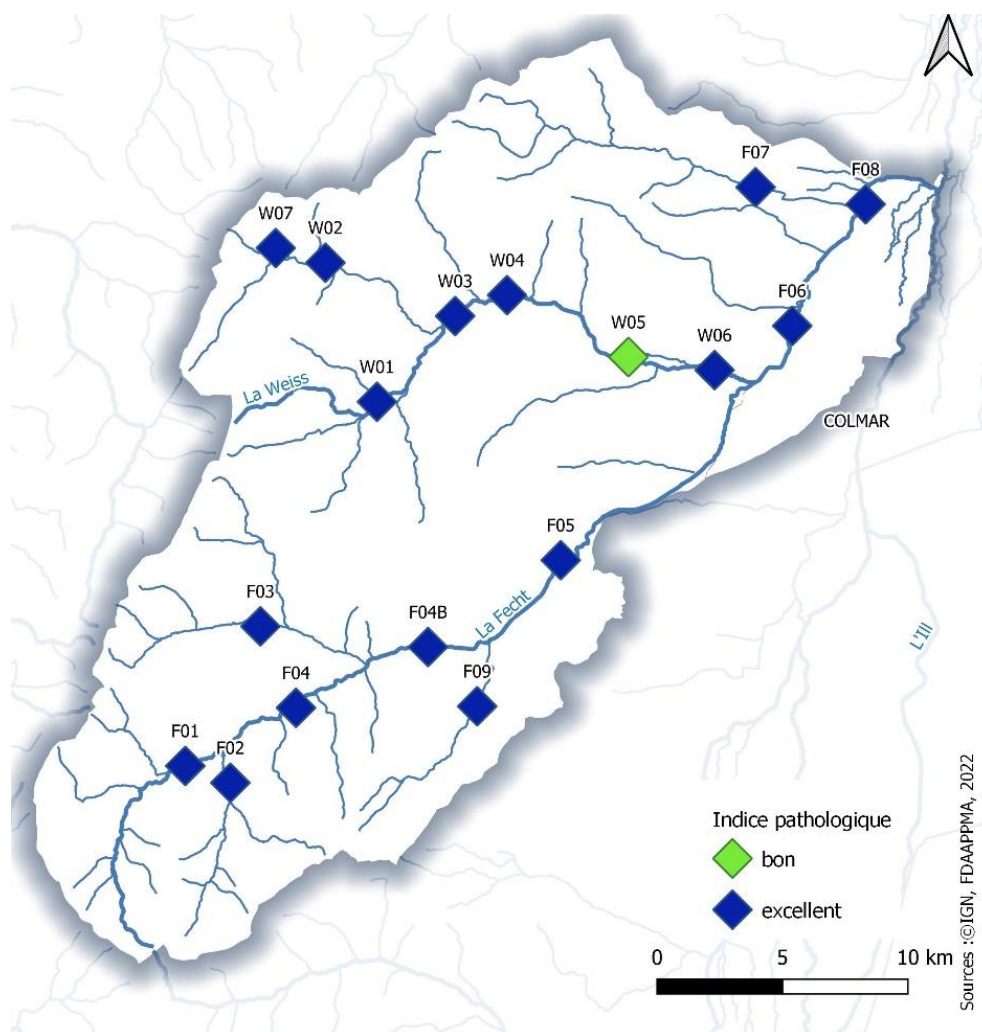 F07
F08
W07
W02
W04
W03
F06
W05
W06
W01
La Weiss
COLMAR
F05
F03
F04B
La Fecht
L'Ill
F04
F09
F01
F02
Indice pathologique
bon
excellent
0 5 10 km
Sources :©IGN, FDAAPPMA, 2022